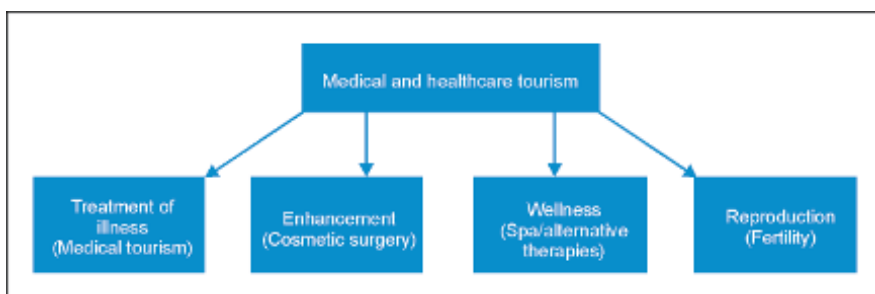 Medical and healthcare tourism
Treatment of
illness
(Medical tourism)
Enhancement
(Cosmetic surgery)
Wellness
(Spa/alternative
therapies)
Reproduction
(Fertility)